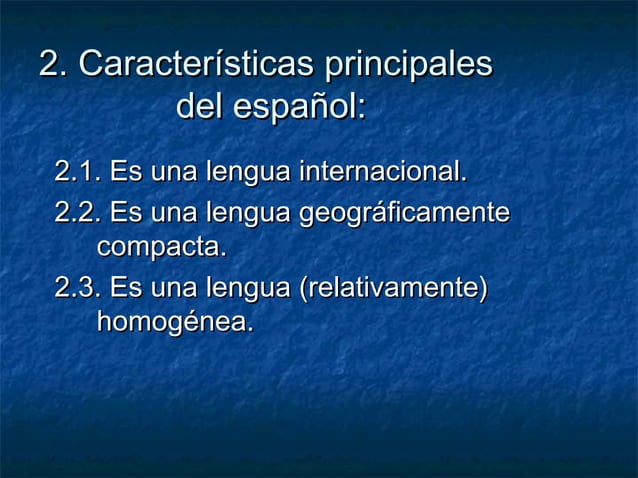 2. Características principales
del español:
2.1. Es una lengua internacional.
2.2. Es una lengua geográficamente
compacta.
2.3. Es una lengua (relativamente)
homogénea.